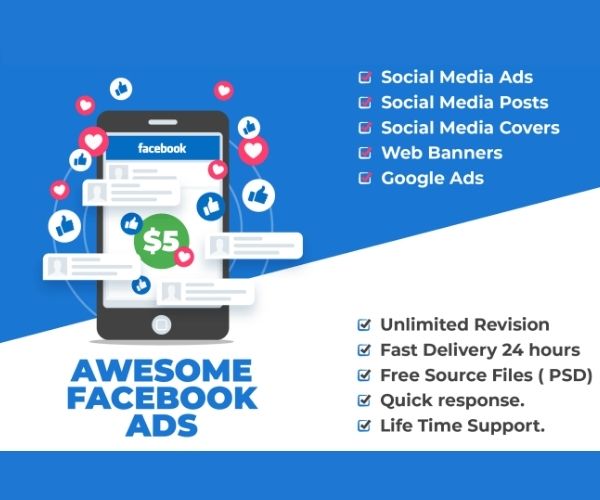 facebook
$5
AWESOME
FACEBOOK
ADS
Social Media Ads
Social Media Posts
Social Media Covers
Web Banners
Google Ads
Unlimited Revision
Fast Delivery 24 hours
Free Source Files ( PSD)
Quick response.
Life Time Support.